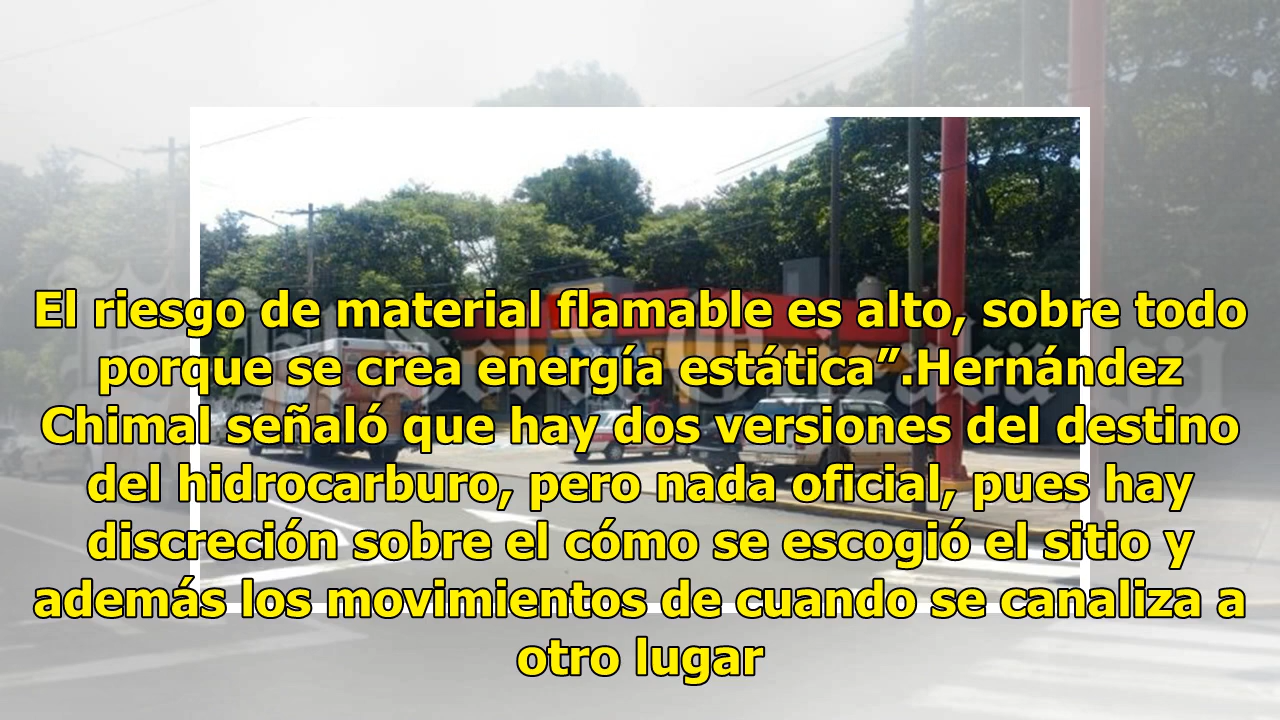 El riesgo de material flamable es alto, sobre todo
porque se crea energía estática”.Hernández
Chimal señaló que hay dos versiones del destino
del hidrocarburo, pero nada oficial, pues hay
discreción sobre el cómo se escogió el sitio y
además los movimientos de cuando se canaliza a
otro lugar